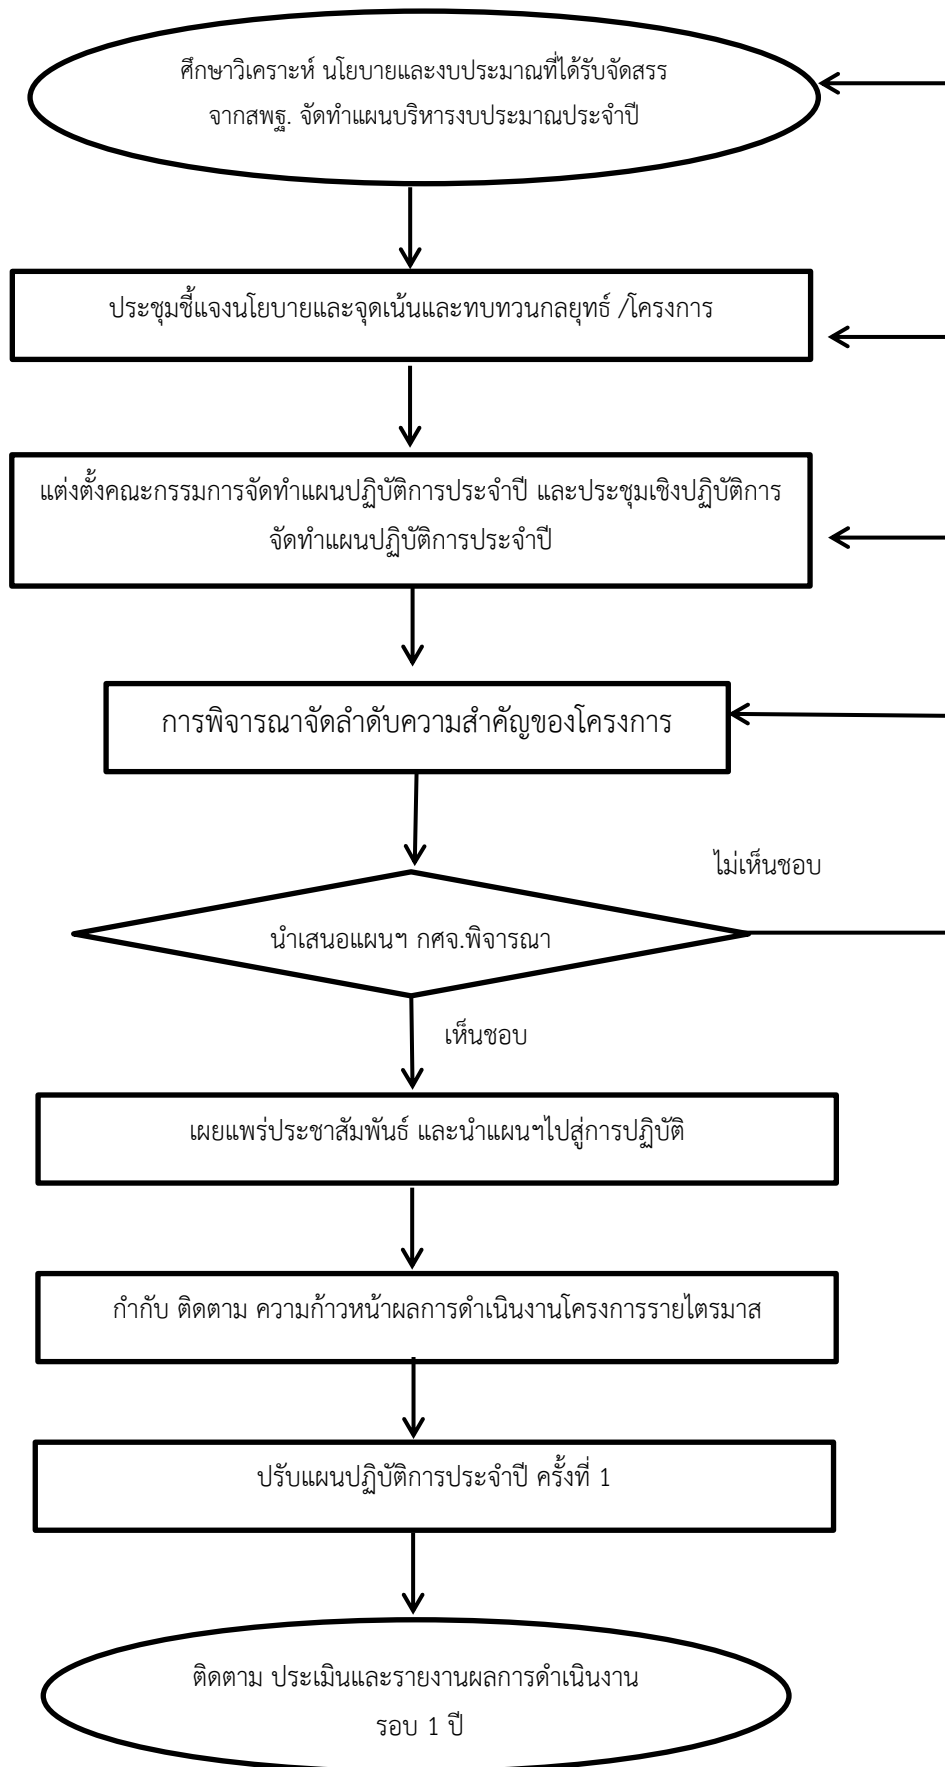 ศึกษาวิเคราะห์ นโยบายและงบประมาณที่ได้รับจัดสรร
จากสพฐ. จัดทำแผนบริหารงบประมาณประจำปี
ประชุมชี้แจงนโยบายและจุดเน้นและทบทวนกลยุทธ์ /โครงการ
แต่งตั้งคณะกรรมการจัดทำแผนปฏิบัติการประจำปี และประชุมเชิงปฏิบัติการ
จัดทำแผนปฏิบัติการประจำปี
การพิจารณาจัดลำดับความสำคัญของโครงการ
ไม่เห็นชอบ
นำเสนอแผนฯ กศจ.พิจารณา
เห็นชอบ
เผยแพร่ประชาสัมพันธ์ และนำแผนฯไปสู่การปฏิบัติ
กำกับ ติดตาม ความก้าวหน้าผลการดำเนินงานโครงการรายไตรมาส
ปรับแผนปฏิบัติการประจำปี ครั้งที่ 1
ติดตาม ประเมินและรายงานผลการดำเนินงาน
รอบ 1 ปี